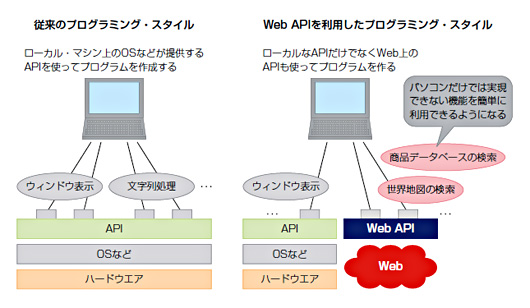 従来のプログラミング・スタイル
ローカル・マシン上のOSなどが提供する
APIを使ってプログラムを作成する
ウィンドウ表示
文字列処理
…
API
OSなど
ハードウエア
Web APIを利用したプログラミング・スタイル
ローカルなAPIだけでなくWeb上の
APIも使ってプログラムを作る
パソコンだけでは実現
できない機能を簡単に
利用できるようになる
商品データベースの検索
世界地図の検索
ウィンドウ表示
…
…
API
Web API
OSなど
Web
ハードウエア